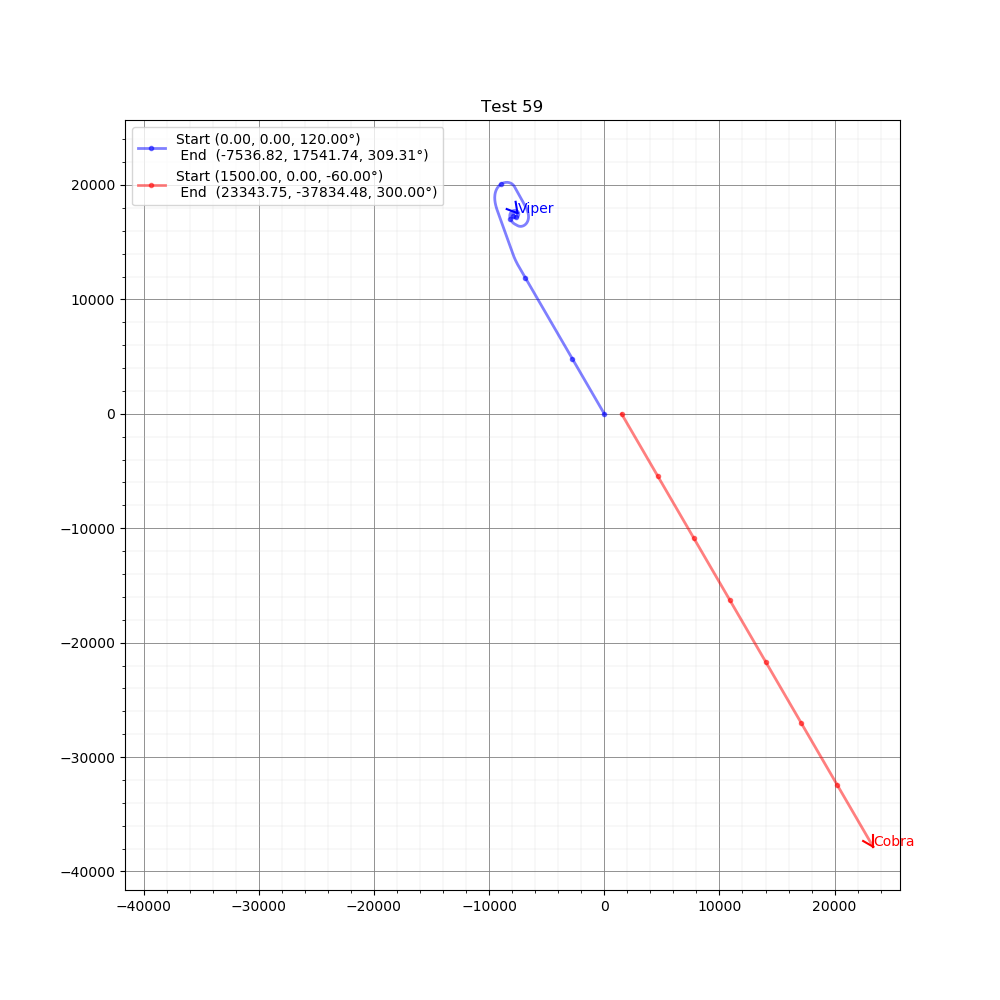 Test 59
Start (0.00, 0.00, 120.00°)
End (-7536.82, 17541.74, 309.31°)
Start (1500.00, 0.00, -60.00°)
End (23343.75, -37834.48, 300.00°)
Viper
Cobra
20000
10000
0
−10000
−20000
−30000
−40000
−40000 −30000 −20000 −10000 0 10000 20000